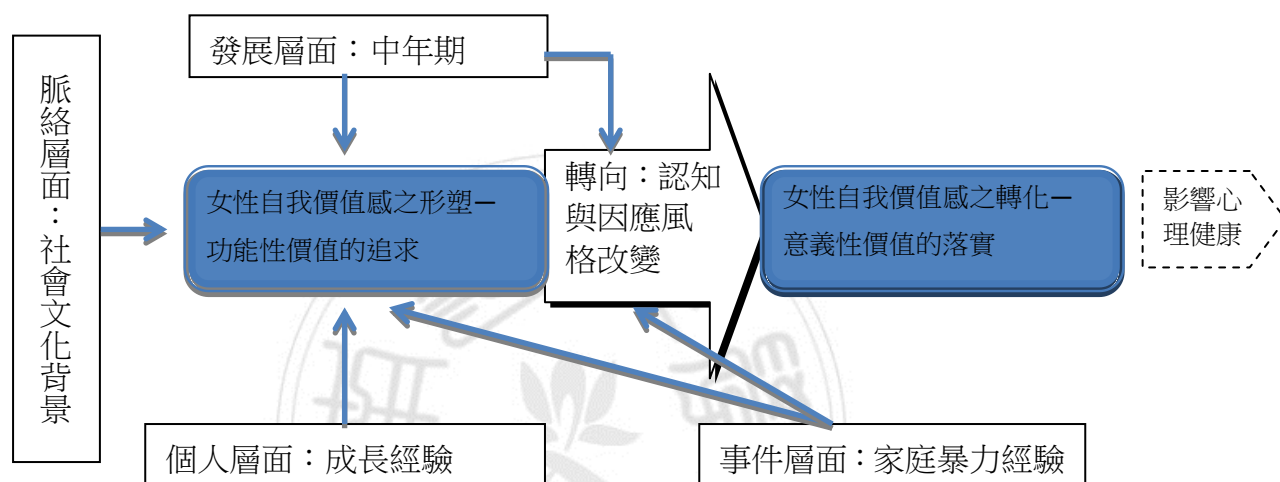 發展層面：中年期
脈絡層面：社會文化背景
女性自我價值感之形塑—
功能性價值的追求
轉向：認知
與因應風
格改變
女性自我價值感之轉化—
意義性價值的落實
影響心
理健康
個人層面：成長經驗
事件層面：家庭暴力經驗